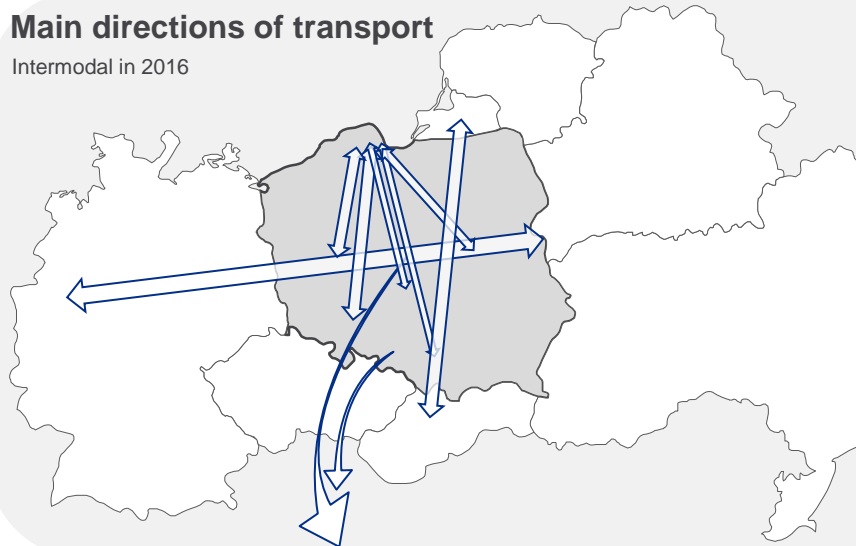 Main directions of transport
Intermodal in 2016